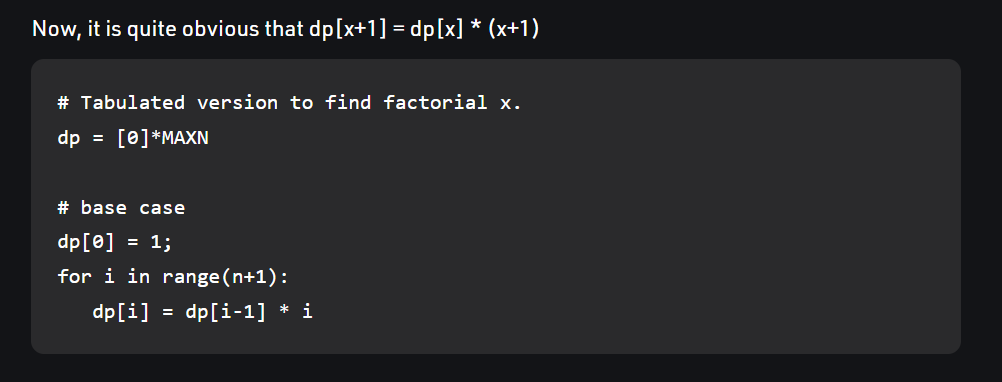 Now, it is quite obvious that dp[x+1] = dp[x] * (x+1)
# Tabulated version to find factorial x.
dp = [0]*MAXN
# base case
dp[0] = 1;
for i in range(n+1):
dp[i] = dp[i-1] * i